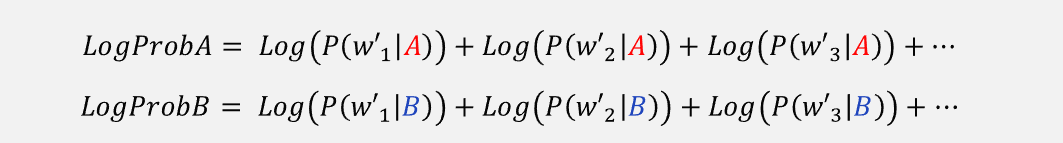 LogProbA = Log(P(w′₁|A)) + Log(P(w′₂|A)) + Log(P(w′₃|A)) + ⋯
LogProbB = Log(P(w′₁|B)) + Log(P(w′₂|B)) + Log(P(w′₃|B)) + ⋯